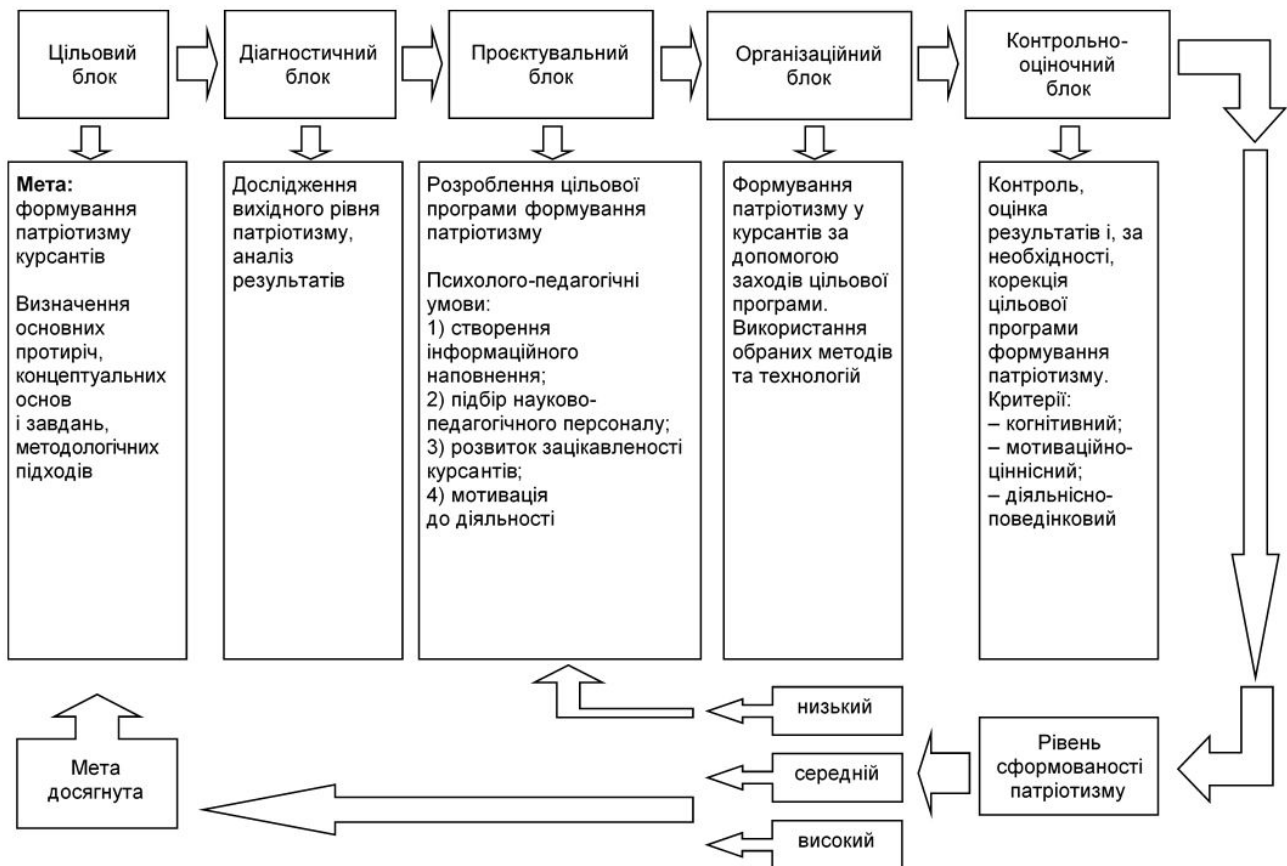 Цільовий
блок
Діагностичний
блок
Проєктувальний
блок
Організаційний
блок
Контрольно-
оціночний
блок
Мета:
формування
патріотизму
курсантів
Визначення
основних
протиріч,
концептуальних
основ
і завдань,
методологічних
підходів
Дослідження
вихідного рівня
патріотизму,
аналіз
результатів
Розроблення цільової
програми формування
патріотизму
Психолого-педагогічні
умови:
1) створення
інформаційного
наповнення;
2) підбір науково-
педагогічного персоналу;
3) розвиток зацікавленості
курсантів;
4) мотивація
до діяльності
Формування
патріотизму у
курсантів за
допомогою
заходів цільової
програми.
Використання
обраних методів
та технологій
Контроль,
оцінка
результатів і, за
необхідності,
корекція
цільової
програми
формування
патріотизму.
Критерії:
– когнітивний;
– мотиваційно-
ціннісний;
– діяльнісно-
поведінковий
Мета
досягнута
низький
середній
високий
Рівень
сформованості
патріотизму